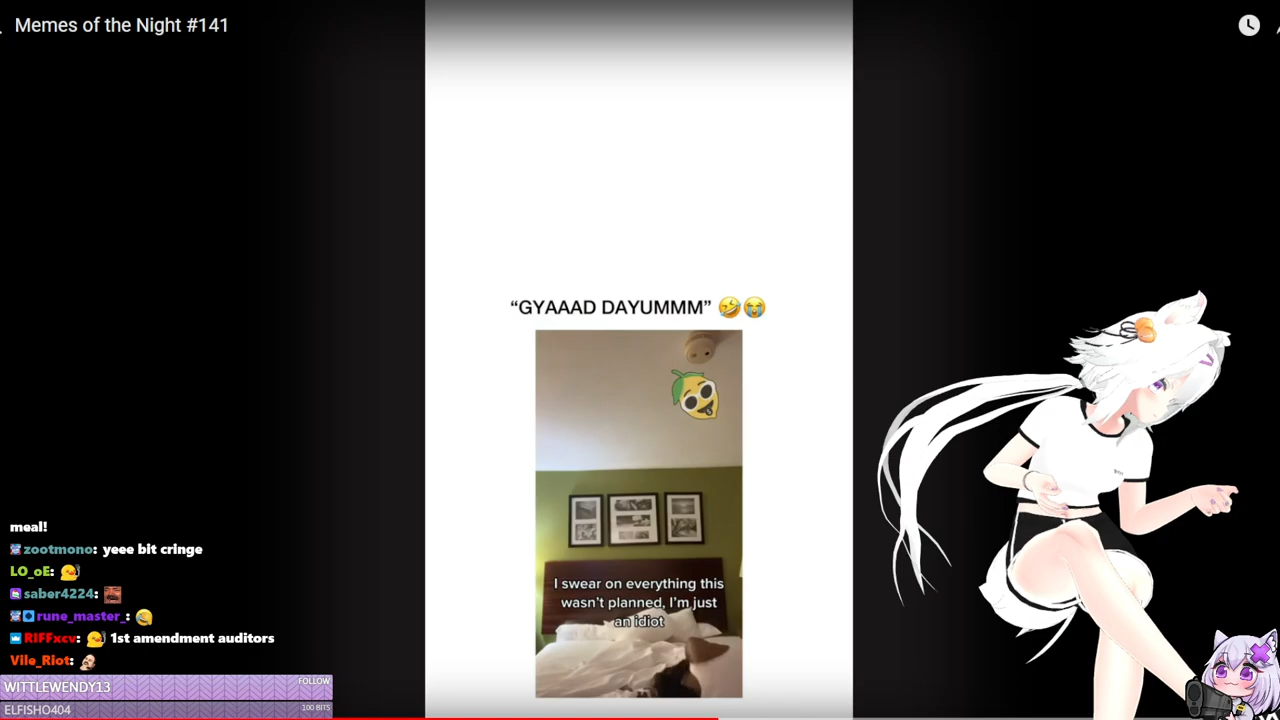 Memes of the Night #141
“GYAAAD DAYUMMM” 🤣😭
I swear on everything this
wasn't planned, I'm just
an idiot
meal!
zootmono: yeee bit cringe
LO_oE:
saber4224:
rune_master_:
RIFFxcv: 1st amendment auditors
Vile_Riot:
WITTLEWENDY13 FOLLOW
ELFISHO404 100 BITS